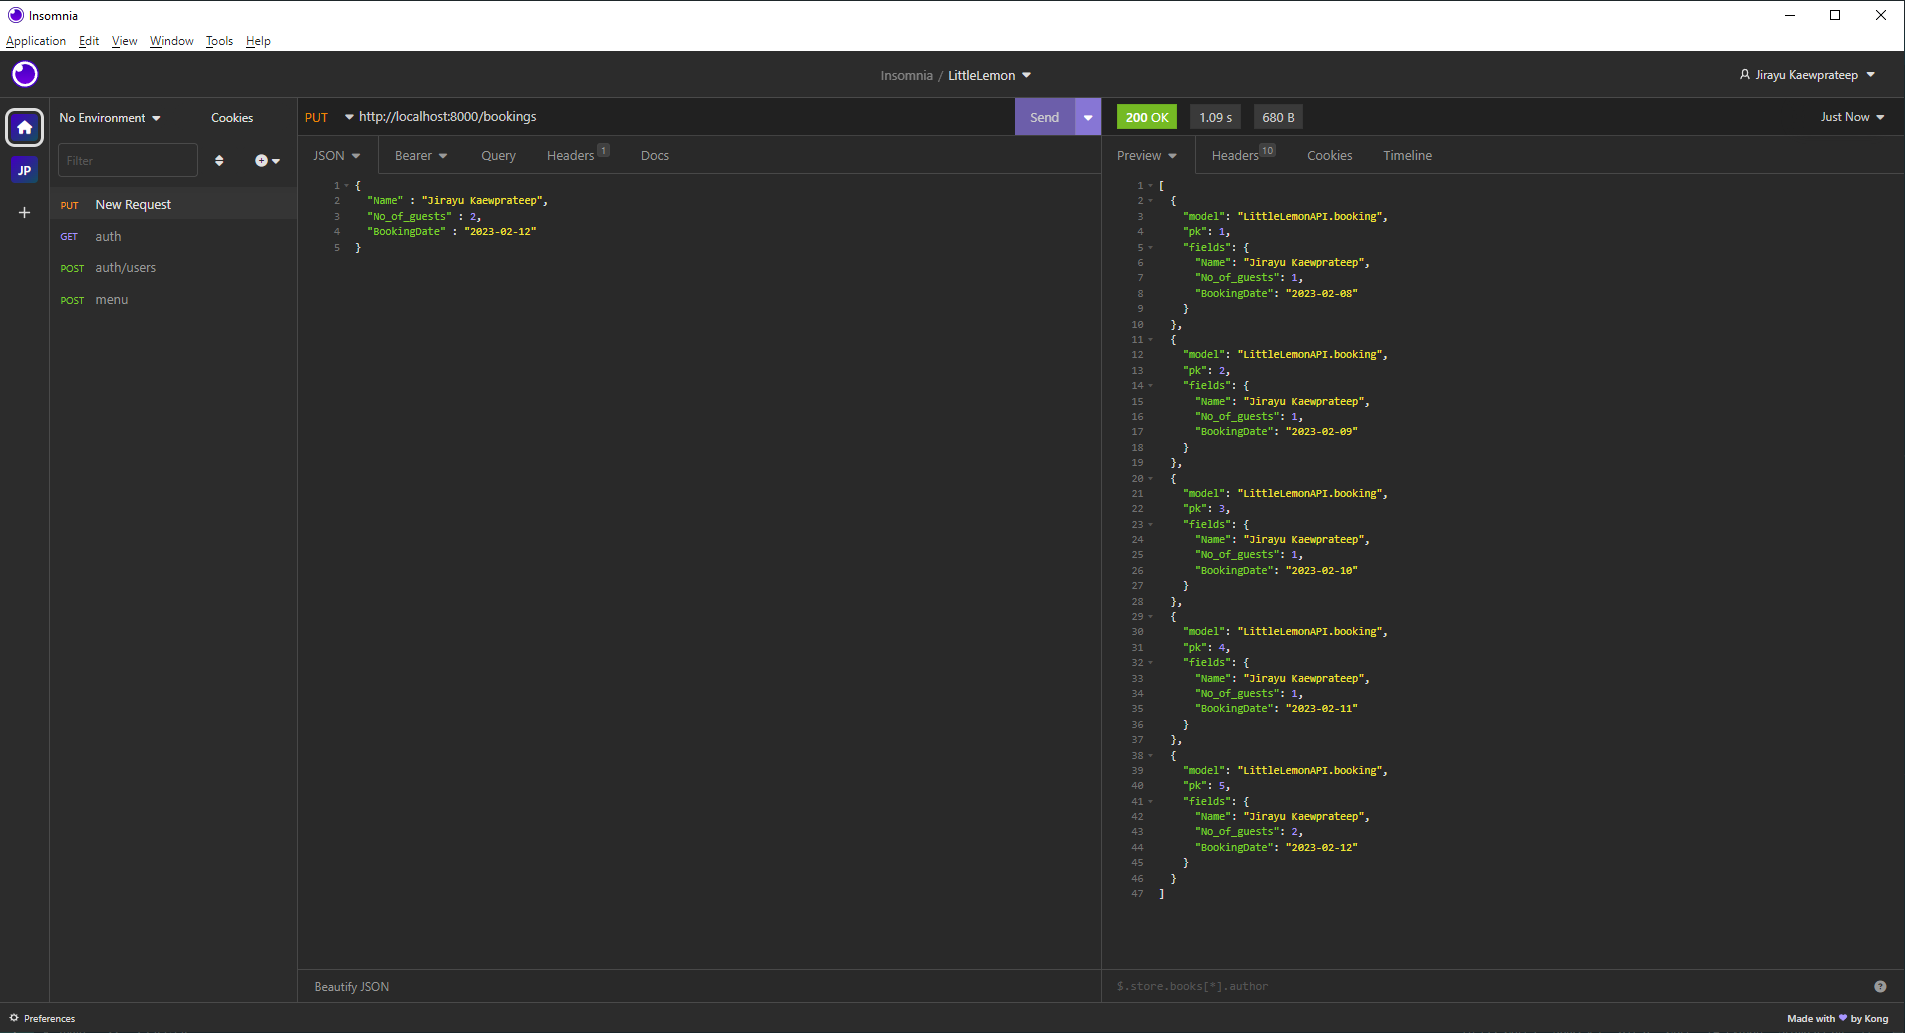 Insomnia
Application Edit View Window Tools Help
Insomnia / LittleLemon
Jirayu Kaewprateep
No Environment
Cookies
Filter
JP
PUT New Request
GET auth
POST auth/users
POST menu
PUT http://localhost:8000/bookings
Send
JSON Bearer Query Headers 1 Docs
1 {
2 "Name" : "Jirayu Kaewprateep",
3 "No_of_guests" : 2,
4 "BookingDate" : "2023-02-12"
5 }
Beautify JSON
200 OK 1.09 s 680 B
Just Now
Preview Headers 10 Cookies Timeline
1 [
2 {
3 "model": "LittleLemonAPI.booking",
4 "pk": 1,
5 "fields": {
6 "Name": "Jirayu Kaewprateep",
7 "No_of_guests": 1,
8 "BookingDate": "2023-02-08"
9 }
10 },
11 {
12 "model": "LittleLemonAPI.booking",
13 "pk": 2,
14 "fields": {
15 "Name": "Jirayu Kaewprateep",
16 "No_of_guests": 1,
17 "BookingDate": "2023-02-09"
18 }
19 },
20 {
21 "model": "LittleLemonAPI.booking",
22 "pk": 3,
23 "fields": {
24 "Name": "Jirayu Kaewprateep",
25 "No_of_guests": 1,
26 "BookingDate": "2023-02-10"
27 }
28 },
29 {
30 "model": "LittleLemonAPI.booking",
31 "pk": 4,
32 "fields": {
33 "Name": "Jirayu Kaewprateep",
34 "No_of_guests": 1,
35 "BookingDate": "2023-02-11"
36 }
37 },
38 {
39 "model": "LittleLemonAPI.booking",
40 "pk": 5,
41 "fields": {
42 "Name": "Jirayu Kaewprateep",
43 "No_of_guests": 2,
44 "BookingDate": "2023-02-12"
45 }
46 }
47 ]
$.store.books[*].author
Preferences
Made with 💜 by Kong